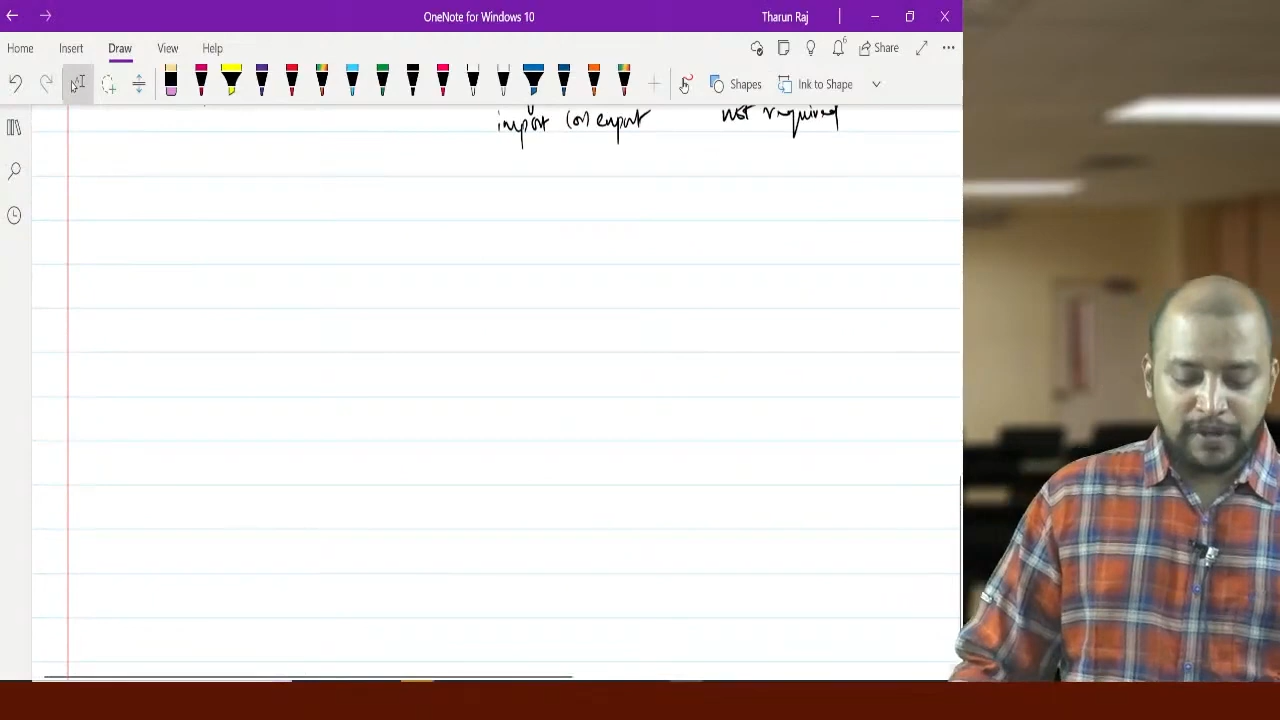 OneNote for Windows 10
Tharun Raj
Home Insert Draw View Help
6
Share
Shapes
Ink to Shape
import (or) export
not required